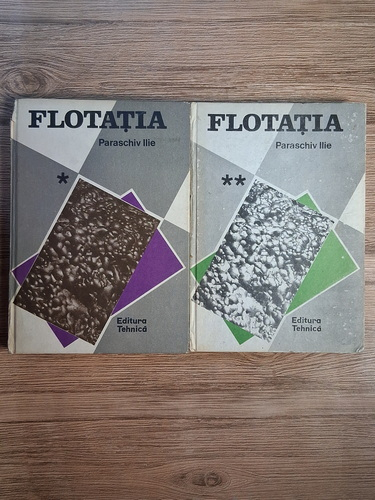 FLOTAȚIA
Paraschiv Ilie
*
Editura
Tehnică
FLOTAȚIA
Paraschiv Ilie
**
Editura
Tehnică